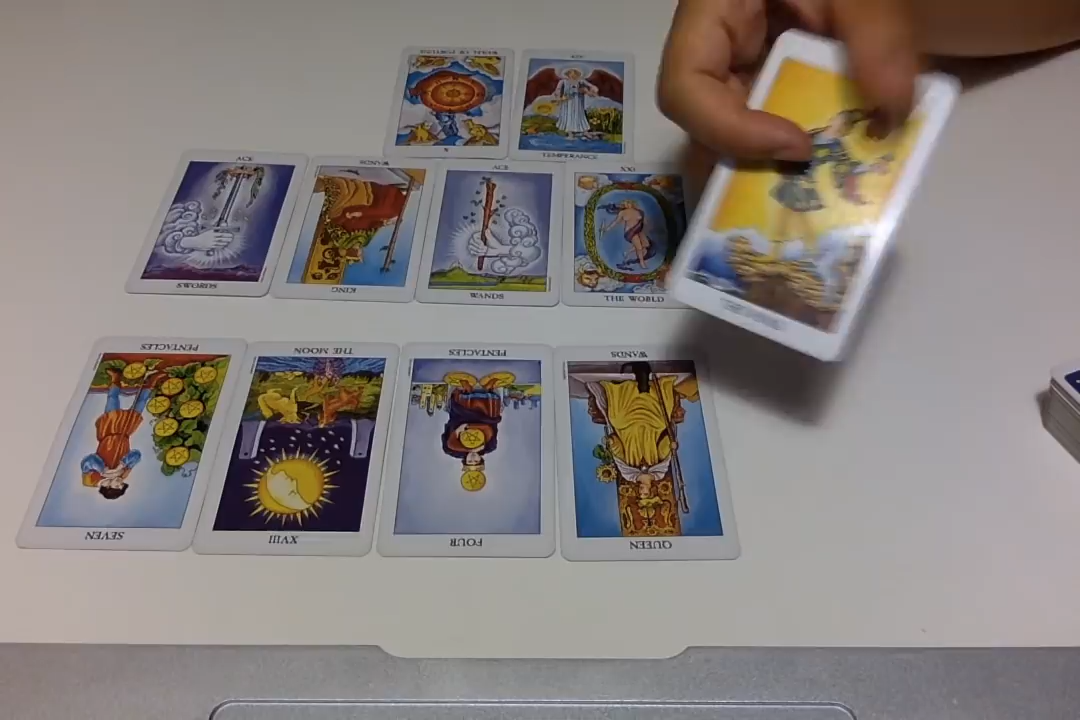 WHEEL OF FORTUNE
X
XIV
TEMPERANCE
ACE
SWORDS
WANDS
KING
ACE
WANDS
XXI
THE WORLD
PENTACLES
SEVEN
THE MOON
XVIII
PENTACLES
FOUR
WANDS
QUEEN